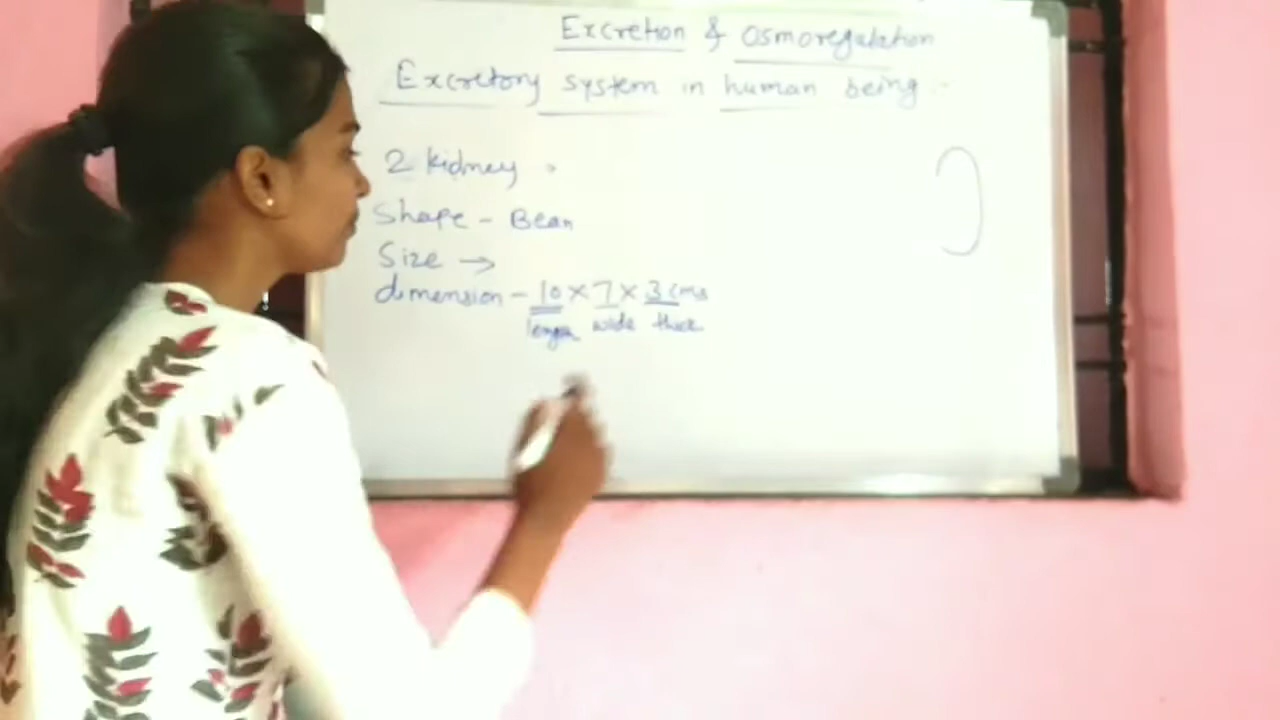 Excretion & Osmoregulation
Excretory system in human being :-
2 kidney .
Shape - Bean
Size →
dimension - 10 × 7 × 3 cms
length wide thick